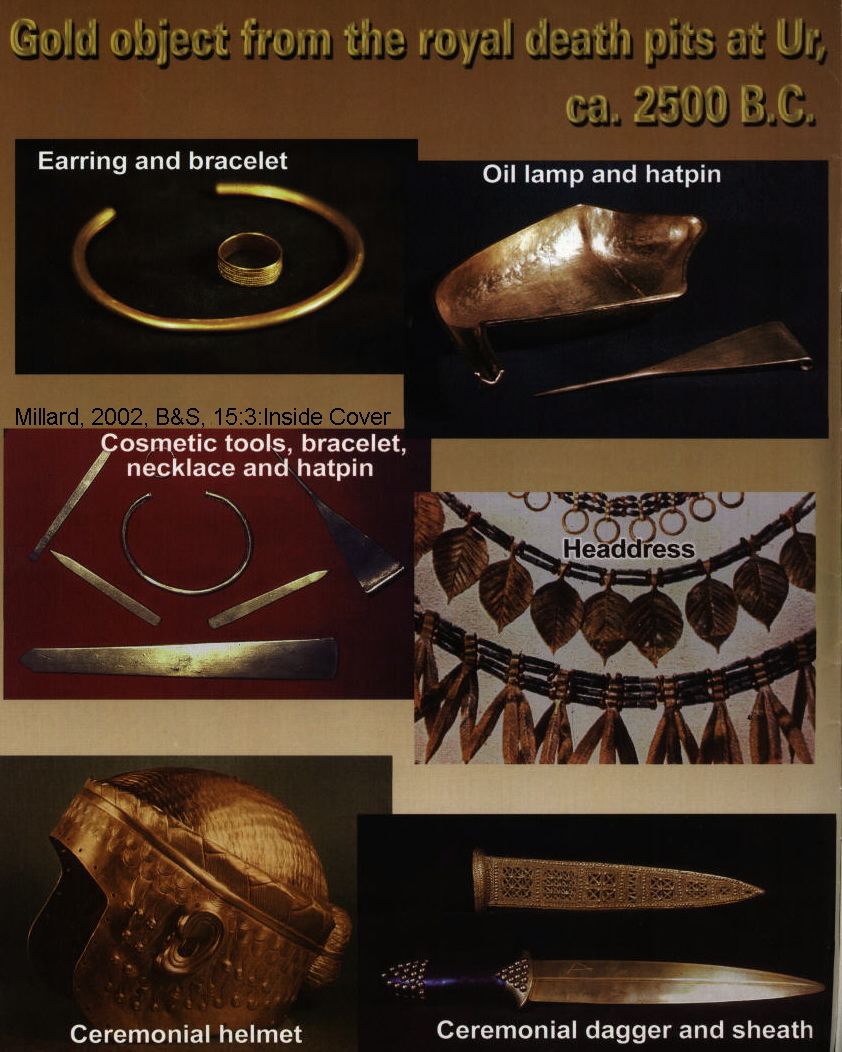 Gold object from the royal death pits at Ur,
ca. 2500 B.C.
Earring and bracelet
Oil lamp and hatpin
Millard, 2002, B&S, 15:3:Inside Cover
Cosmetic tools, bracelet,
necklace and hatpin
Headdress
Ceremonial helmet
Ceremonial dagger and sheath